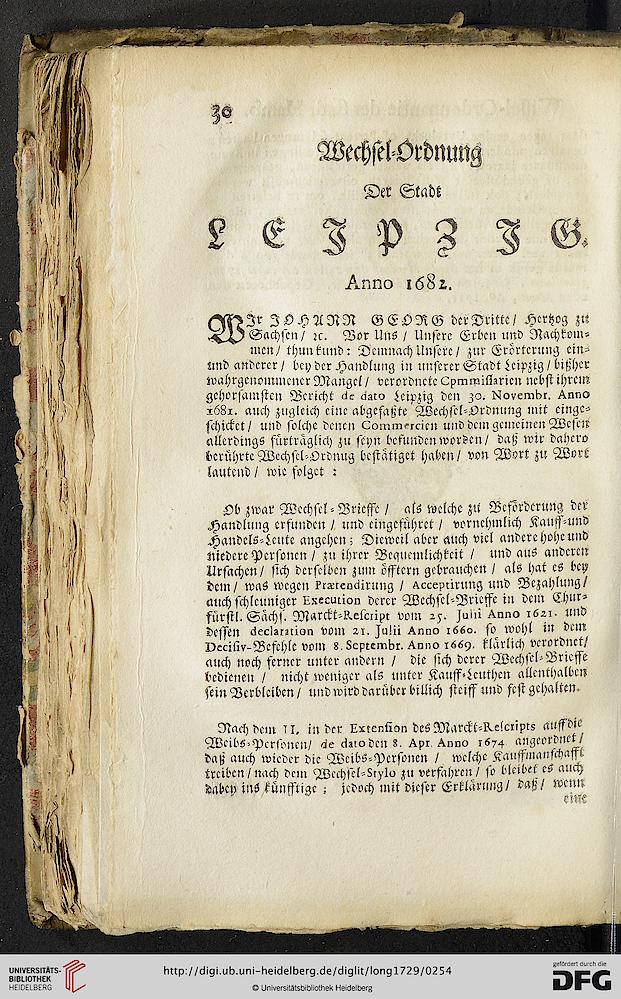 30
Wechsel-Ordnung
Der Stadt
LEIPZIG.
Anno 1682.
WIr JOHANN GEORG der Dritte / Hertzog zu
Sachsen / ꝛc. Vor Uns / Unsere Erben und Nachkom-
men / thun kund: Demnach Unsere / zur Erörterung ein-
und anderer / bey der Handlung in unserer Stadt Leipzig / bißher
wahrgenommener Mangel / verordnete Commissarien nebst ihrem
gehorsamsten Bericht de dato Leipzig den 30. Novembr. Anno
1681. auch zugleich eine abgefaßte Wechsel-Ordnung mit einge-
schicket / und solche denen Commercien und dem gemeinen Wesen
allerdings fürträglich zu seyn befunden worden / daß wir dahero
berührte Wechsel-Ordnug bestätiget haben / von Wort zu Wort
lautend / wie folget :
Ob zwar Wechsel-Brieffe / als welche zu Beförderung der
Handlung erfunden / und eingeführet / vornehmlich Kauff-und
Handels-Leute angehen; Dieweil aber auch viel andere hohe und
niedere Personen / zu ihrer Bequemlichkeit / und aus anderen
Ursachen / sich derselben zum öfftern gebrauchen / als hat es bey
dem / was wegen Prætendirung / Acceptirung und Bezahlung /
auch schleuniger Execution derer Wechsel-Brieffe in dem Chur-
fürstl. Sächs. Marckt-Rescript vom 25. Junii Anno 1621. und
dessen declaration vom 21. Julii Anno 1660. so wohl in dem
Decisiv-Befehle vom 8. Septembr. Anno 1669. klärlich verordnet /
auch noch ferner unter andern / die sich derer Wechsel-Brieffe
bedienen / nicht weniger als unter Kauff-Leuthen allenthalben
sein Verbleiben / und wird darüber billich steiff und fest gehalten.
Nach dem II. in der Extension des Marckt-Rescripts auff die
Weibs-Personen / de dato den 8. Apr. Anno 1674 angeordnet /
daß auch wieder die Weibs-Personen / welche Kauffmanschafft
treiben / nach dem Wechsel-Stylo zu verfahren / so bleibet es auch
dabey ins künfftige ; jedoch mit dieser Erklärung / daß / wenn
eine
UNIVERSITÄTS-
BIBLIOTHEK
HEIDELBERG
http://digi.ub.uni-heidelberg.de/diglit/long1729/0254
© Universitätsbibliothek Heidelberg
gefördert durch die
DFG